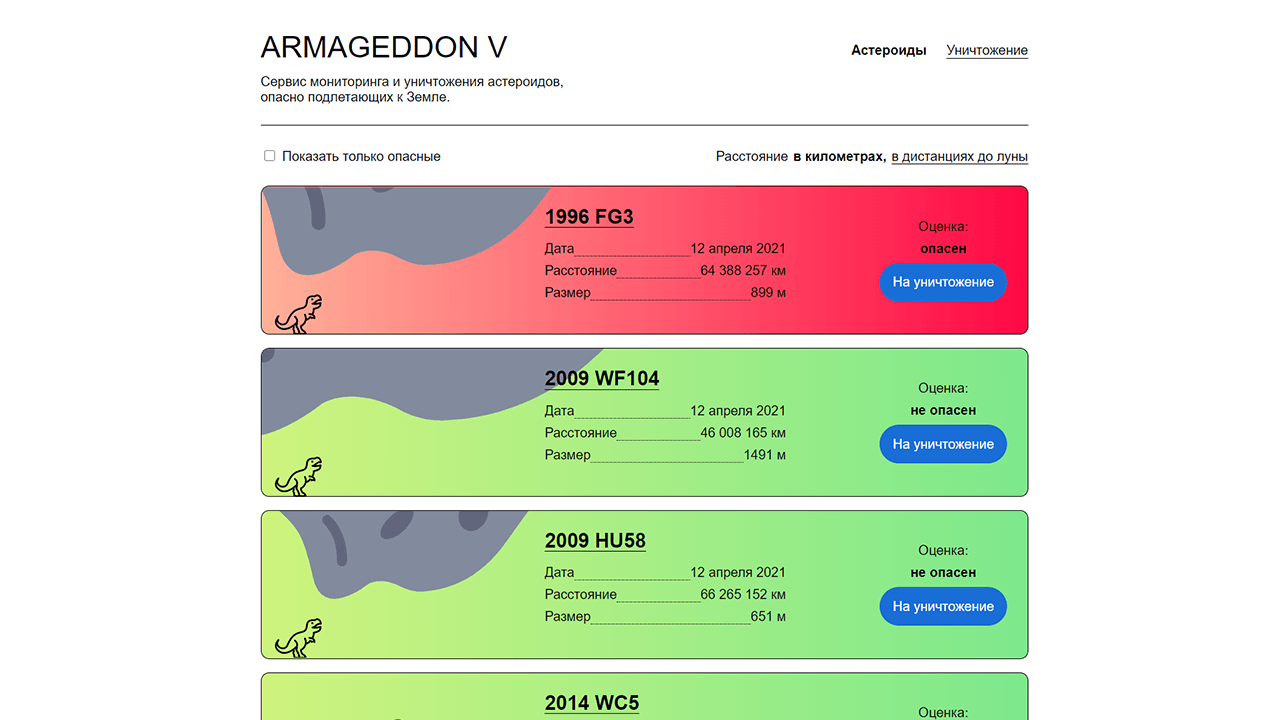 ARMAGEDDON V
Астероиды Уничтожение
Сервис мониторинга и уничтожения астероидов,
опасно подлетающих к Земле.
Показать только опасные
Расстояние в километрах, в дистанциях до луны
1996 FG3
Дата 12 апреля 2021
Расстояние 64 388 257 км
Размер 899 м
Оценка:
опасен
На уничтожение
2009 WF104
Дата 12 апреля 2021
Расстояние 46 008 165 км
Размер 1491 м
Оценка:
не опасен
На уничтожение
2009 HU58
Дата 12 апреля 2021
Расстояние 66 265 152 км
Размер 651 м
Оценка:
не опасен
На уничтожение
2014 WC5
Оценка: